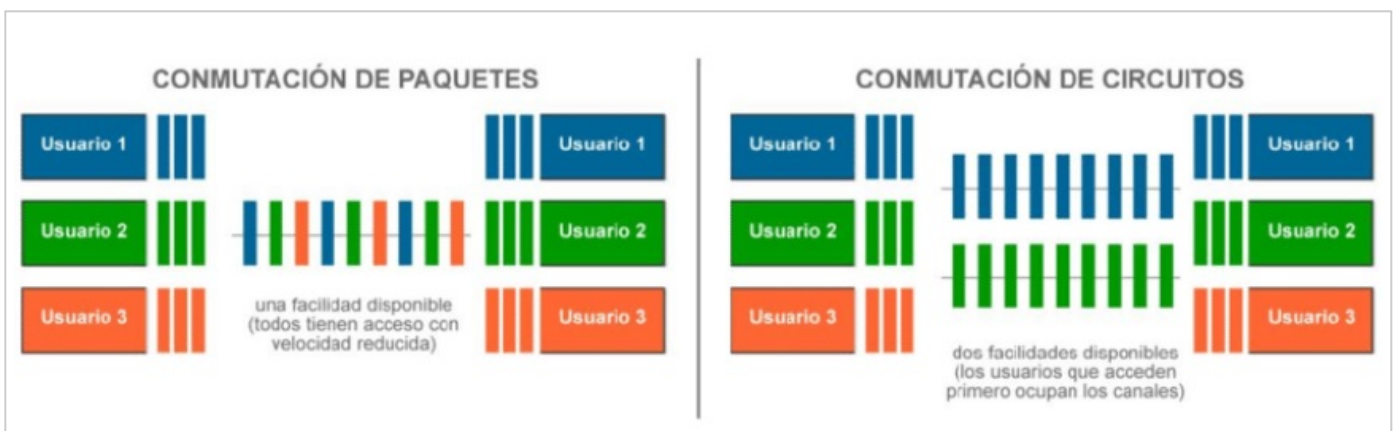 CONMUTACIÓN DE PAQUETES
Usuario 1
Usuario 1
Usuario 2
Usuario 2
Usuario 3
Usuario 3
una facilidad disponible
(todos tienen acceso con
velocidad reducida)
CONMUTACIÓN DE CIRCUITOS
Usuario 1
Usuario 1
Usuario 2
Usuario 2
Usuario 3
Usuario 3
dos facilidades disponibles
(los usuarios que acceden
primero ocupan los canales)